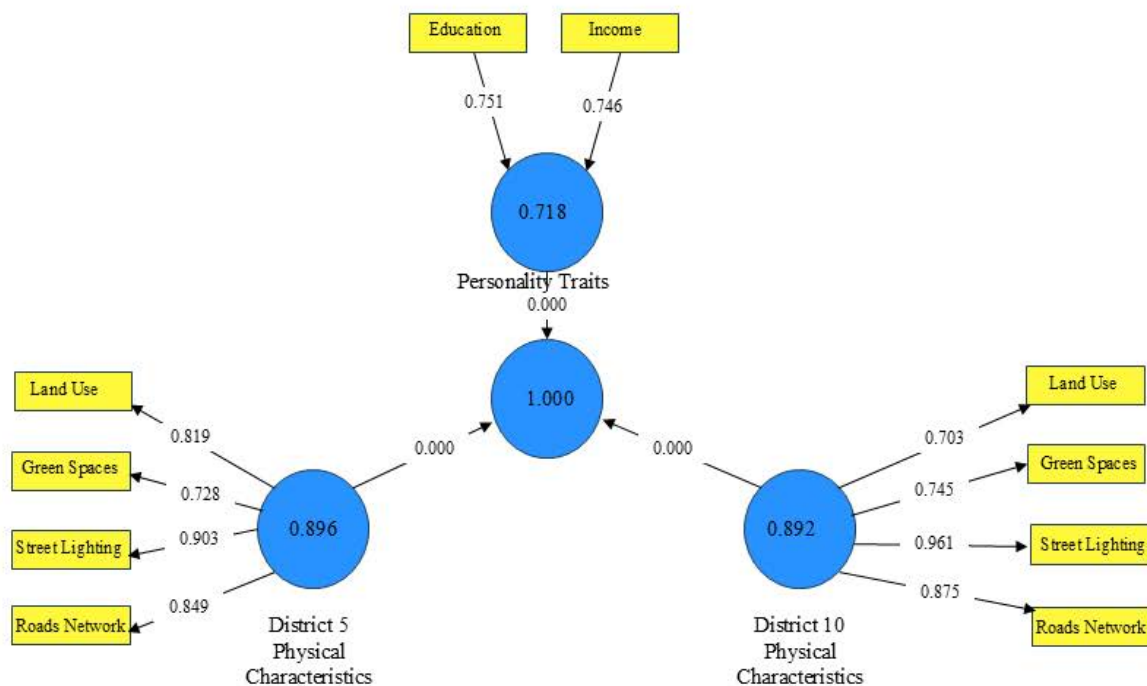 Education
Income
0.751
0.746
0.718
Personality Traits
0.000
1.000
Land Use
Green Spaces
Street Lighting
Roads Network
0.819
0.728
0.903
0.849
0.000
0.896
District 5
Physical
Characteristics
0.000
0.892
District 10
Physical
Characteristics
0.703
0.745
0.961
0.875
Land Use
Green Spaces
Street Lighting
Roads Network